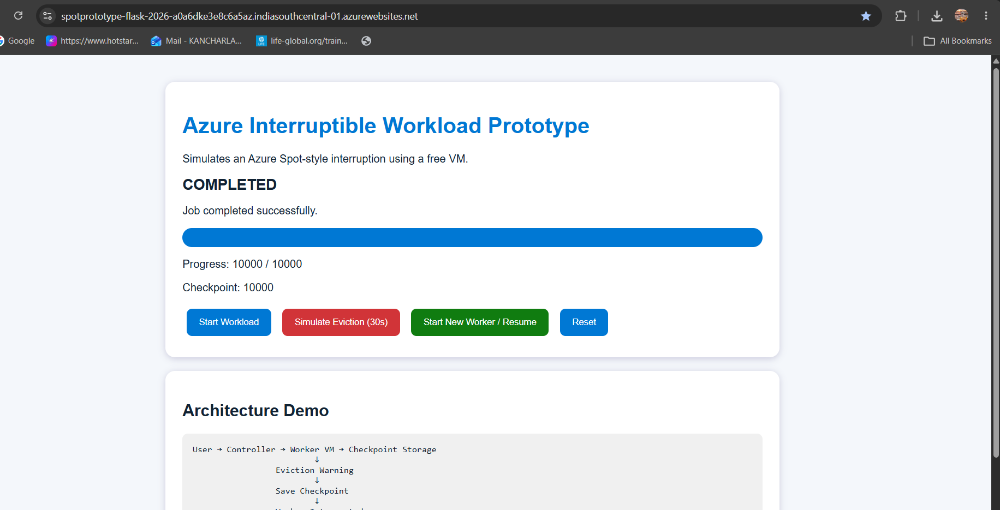 spotprototype-flask-2026-a0a6dke3e8c6a5az.indiasouthcentral-01.azurewebsites.net
Google https://www.hotstar... Mail - KANCHARLA... life-global.org/train... All Bookmarks
Azure Interruptible Workload Prototype
Simulates an Azure Spot-style interruption using a free VM.
COMPLETED
Job completed successfully.
Progress: 10000 / 10000
Checkpoint: 10000
Start Workload Simulate Eviction (30s) Start New Worker / Resume Reset
Architecture Demo
User → Controller → Worker VM → Checkpoint Storage
↓
Eviction Warning
↓
Save Checkpoint
↓